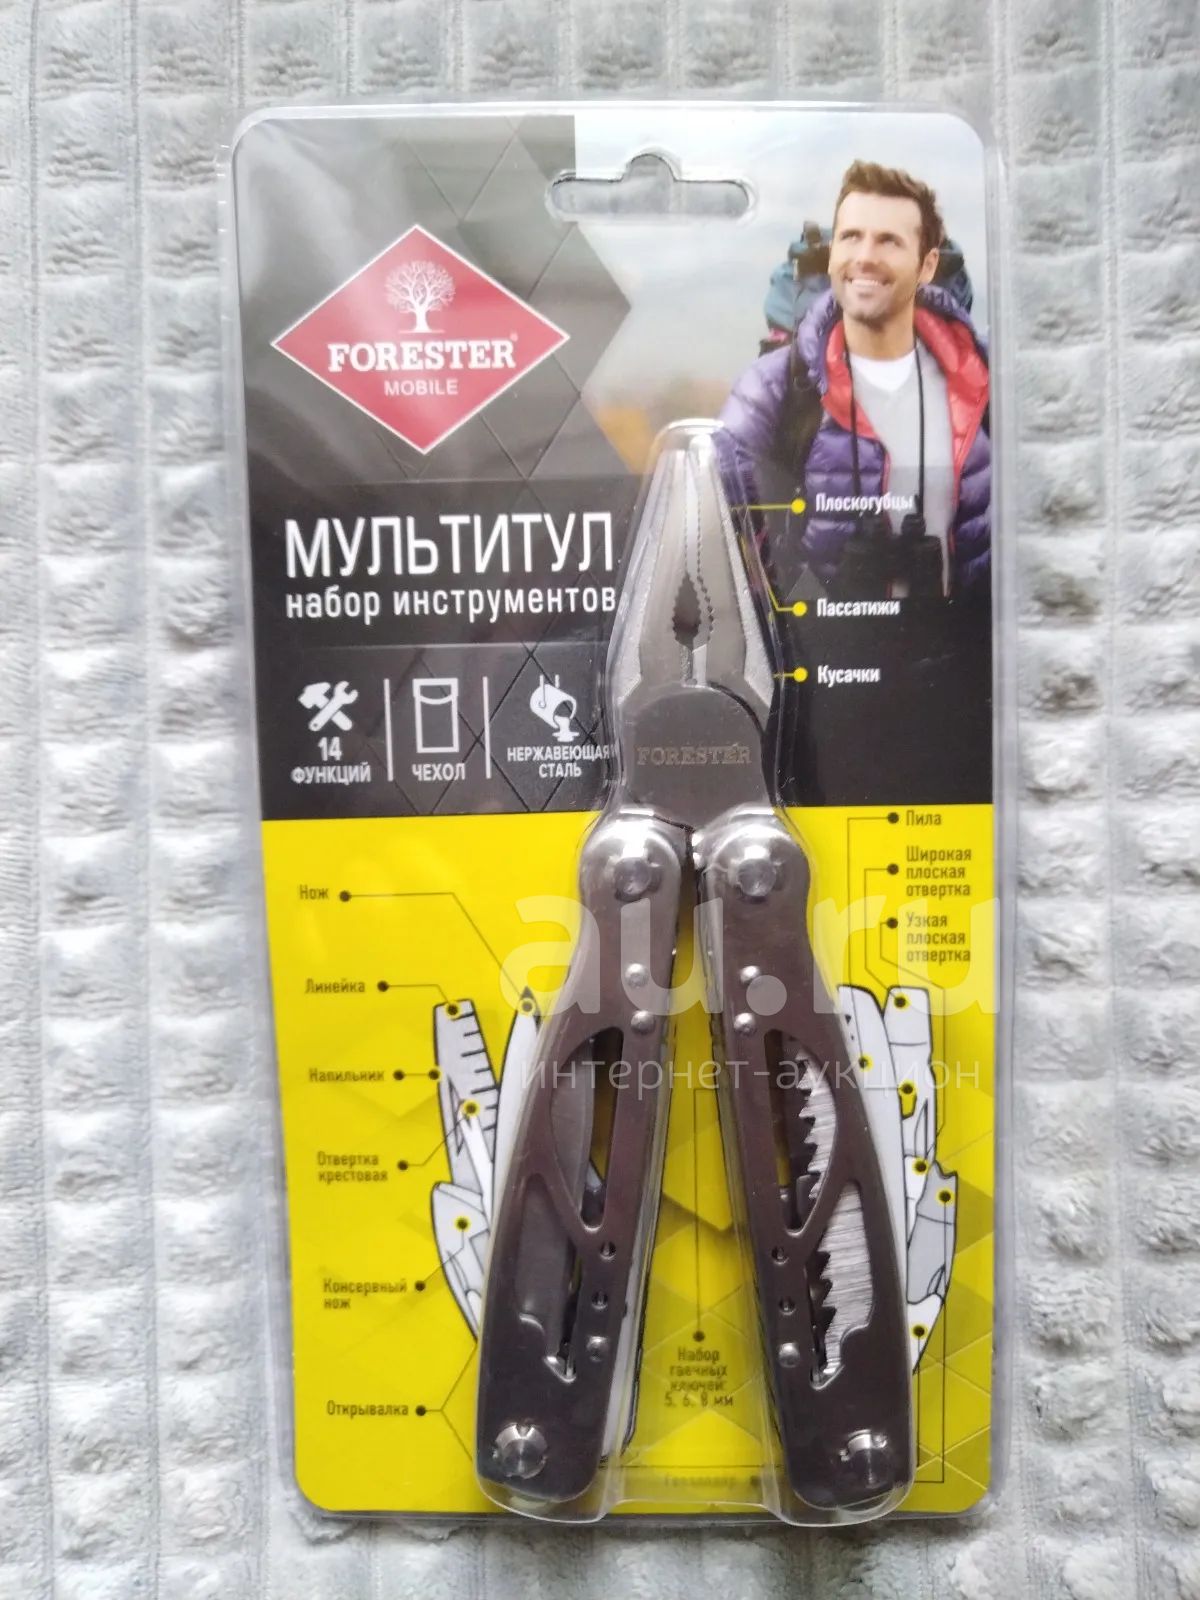 FORESTER®
MOBILE
МУЛЬТИТУЛ
набор инструментов
14
ФУНКЦИЙ
ЧЕХОЛ
НЕРЖАВЕЮЩАЯ
СТАЛЬ
Плоскогубцы
Пассатижи
Кусачки
FORESTER
Пила
Широкая
плоская
отвертка
Узкая
плоская
отвертка
Нож
Линейка
Напильник
Отвертка
крестовая
Консервный
нож
Открывалка
Набор
гаечных
ключей:
5, 6, 8 мм
au.ru
интернет-аукцион